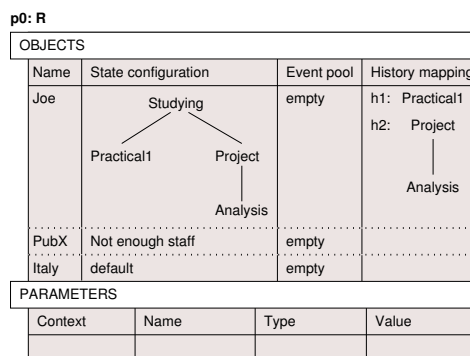 p0: R
OBJECTS
Name State configuration Event pool History mapping
Joe Studying empty h1: Practical1
h2: Project
Practical1 Project
Analysis
Analysis
PubX Not enough staff empty
Italy default empty
PARAMETERS
Context Name Type Value